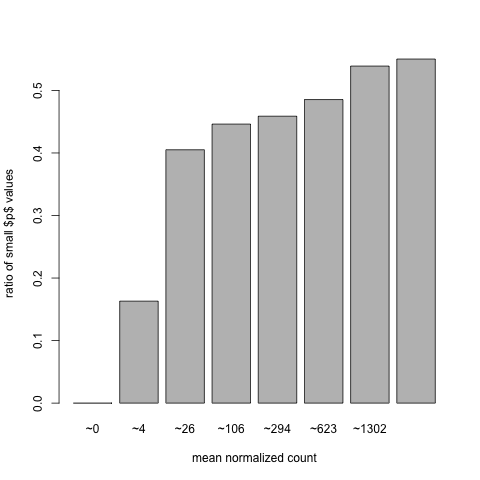 0.5
0.4
0.3
0.2
0.1
0.0
ratio of small $p$ values
~0 ~4 ~26 ~106 ~294 ~623 ~1302
mean normalized count